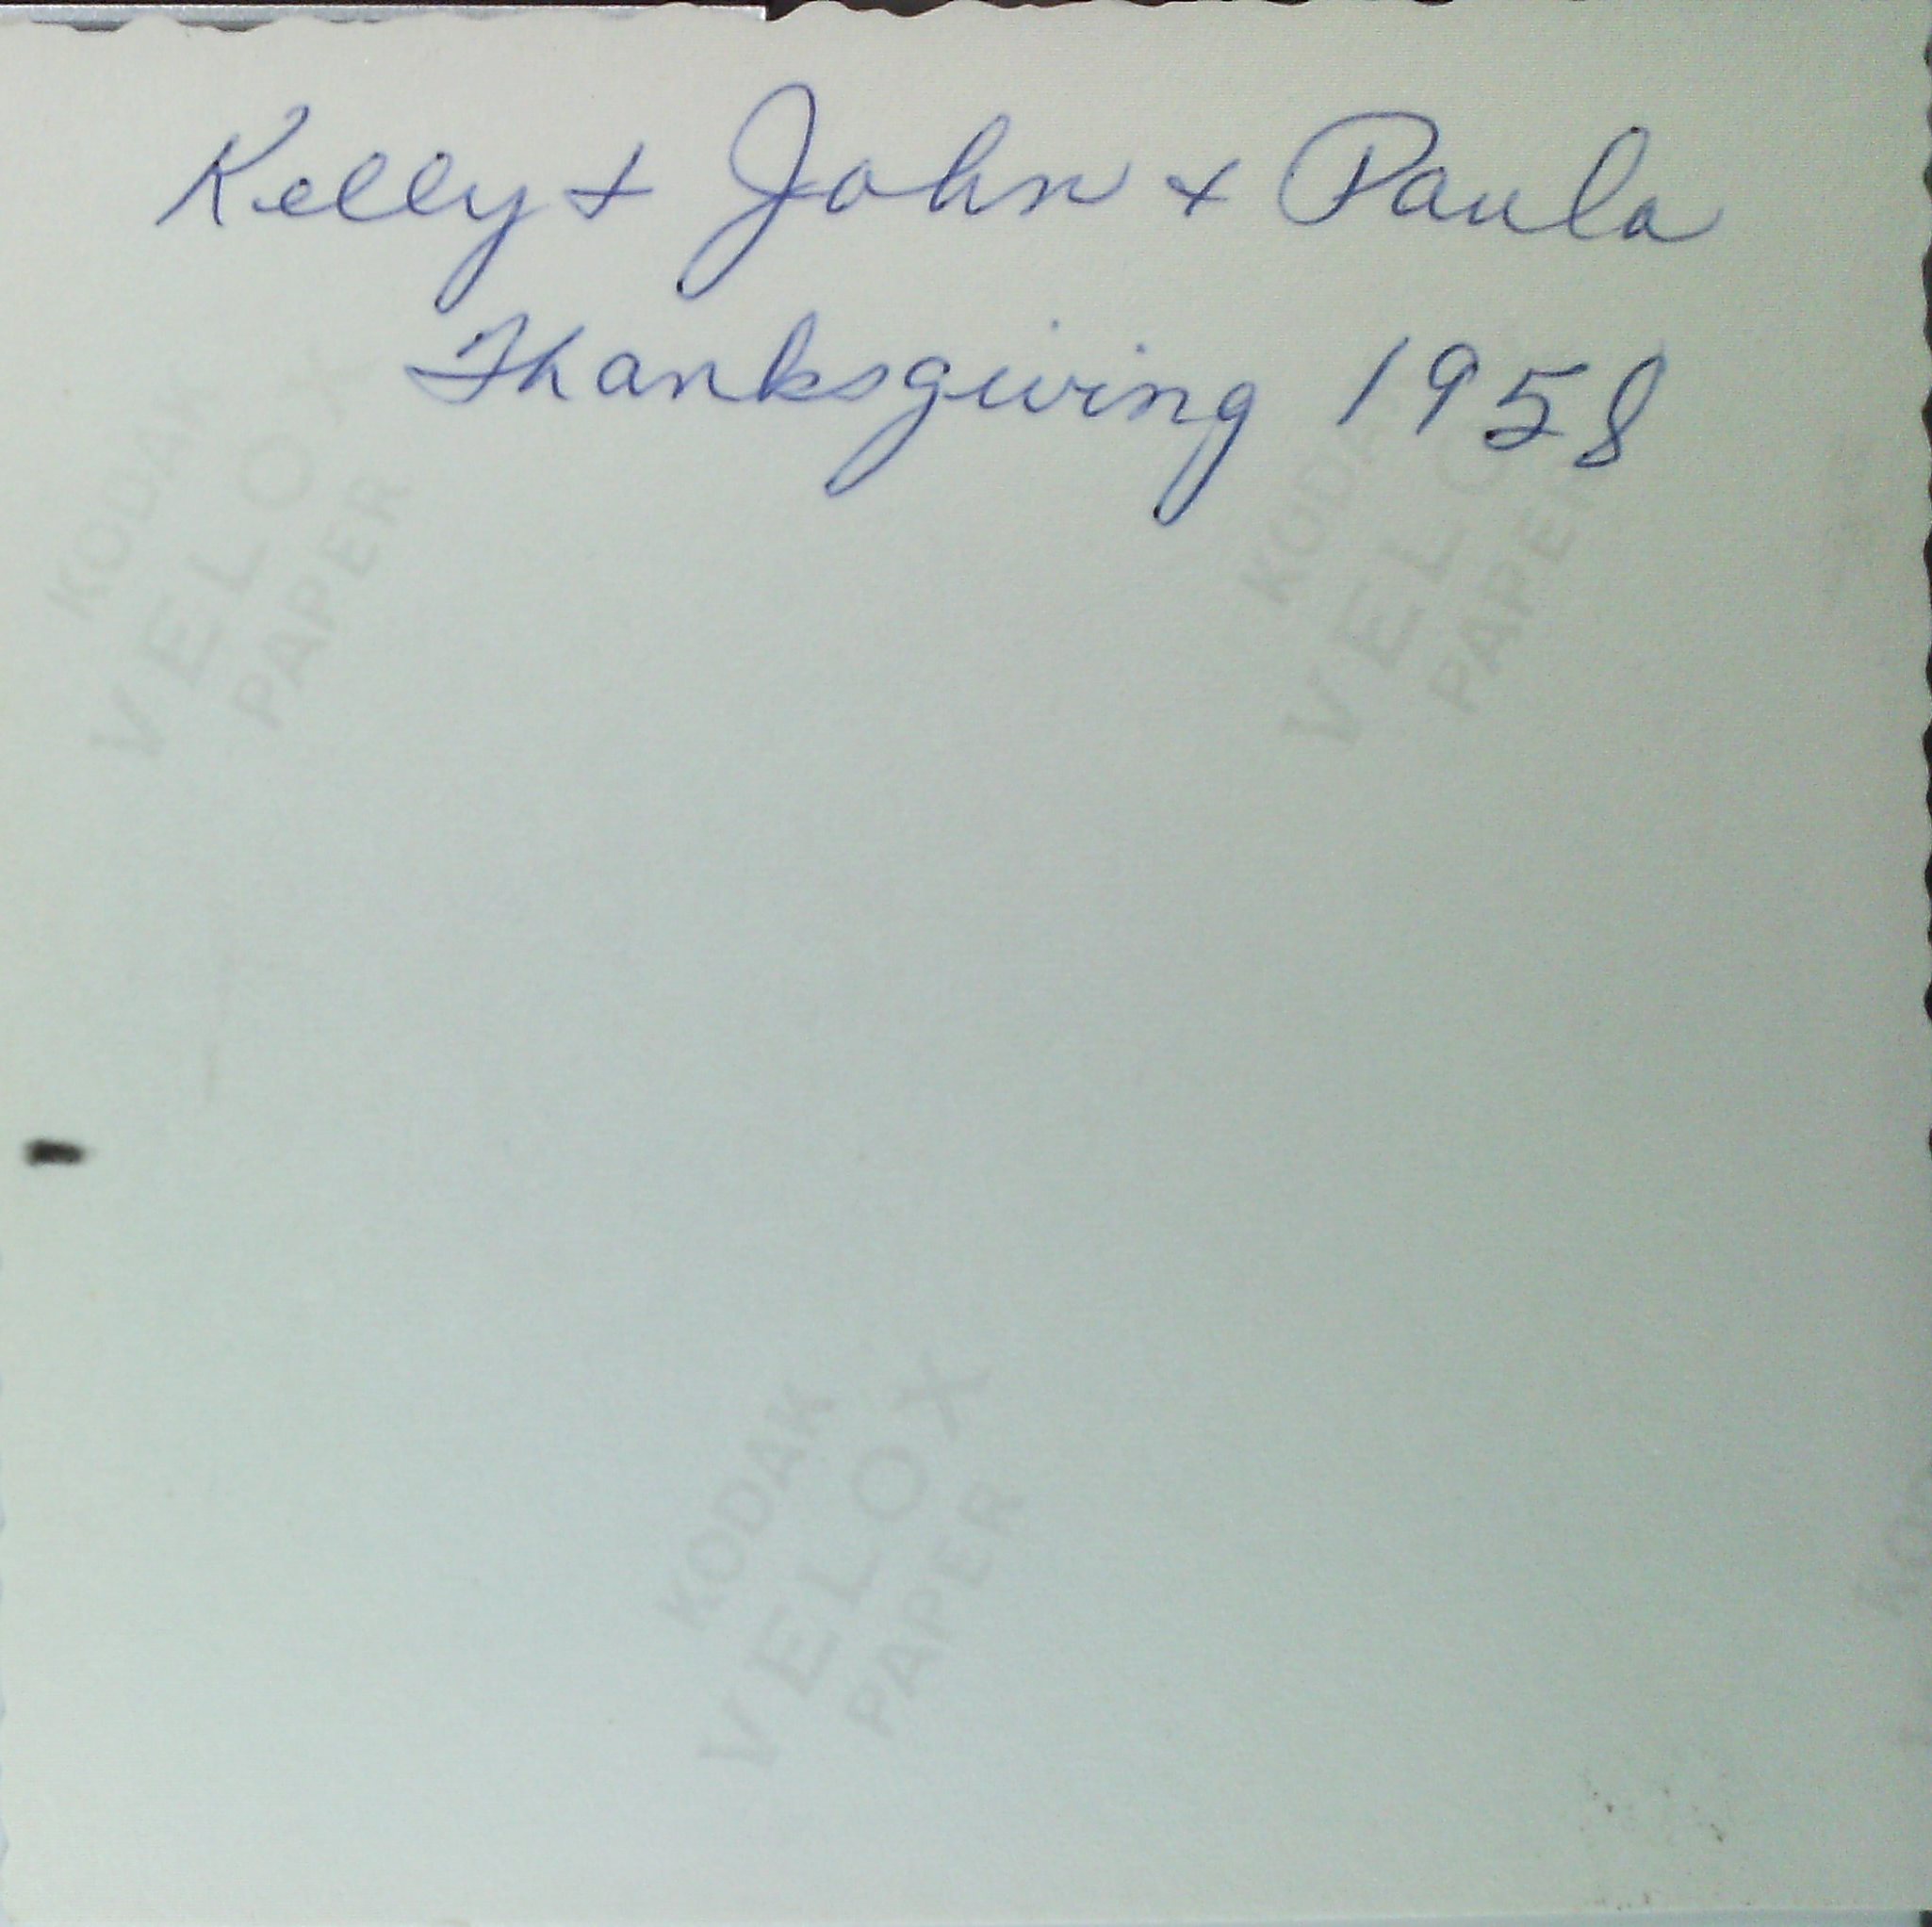 Kelly + John + Paula
Thanksgiving 1958
KODAK
VELOX
PAPER
KODAK
VELOX
PAPER
KODAK
VELOX
PAPER